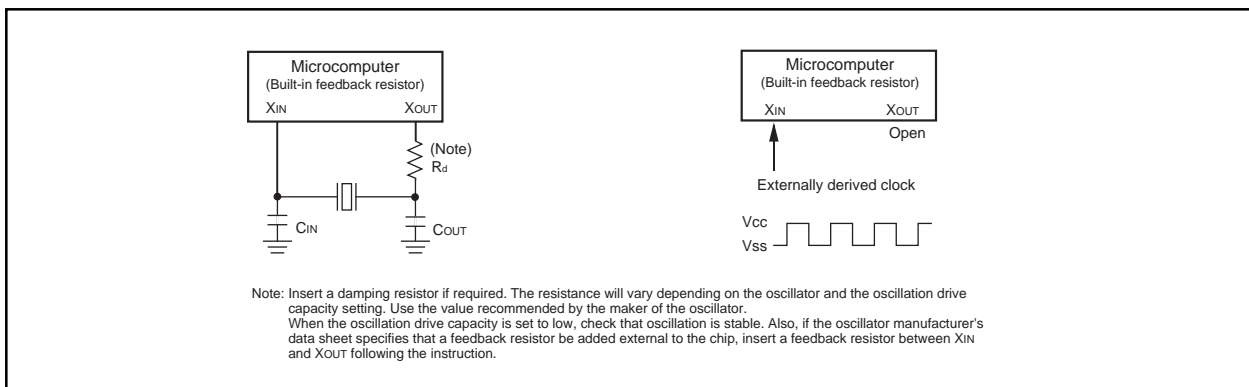 Microcomputer
(Built-in feedback resistor)
XIN XOUT
(Note)
Rd
CIN
COUT
Microcomputer
(Built-in feedback resistor)
XIN XOUT
Open
Externally derived clock
Vcc
Vss
Note: Insert a damping resistor if required. The resistance will vary depending on the oscillator and the oscillation drive
capacity setting. Use the value recommended by the maker of the oscillator.
When the oscillation drive capacity is set to low, check that oscillation is stable. Also, if the oscillator manufacturer's
data sheet specifies that a feedback resistor be added external to the chip, insert a feedback resistor between XIN
and XOUT following the instruction.